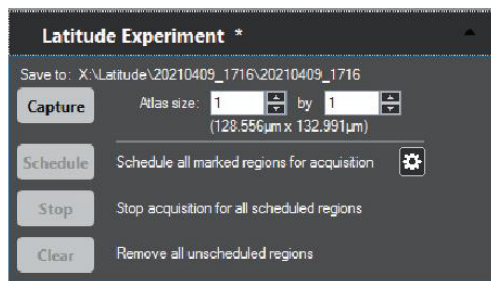 Latitude Experiment *
Save to: X:\Latitude\20210409_1716\20210409_1716
Capture Atlas size: 1 by 1
(128.556µm x 132.991µm)
Schedule Schedule all marked regions for acquisition
Stop Stop acquisition for all scheduled regions
Clear Remove all unscheduled regions